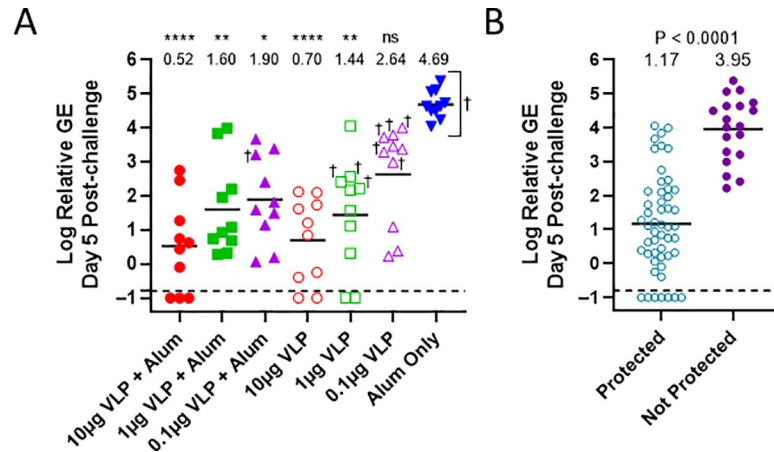 A
**** ** * **** ** ns
0.52 1.60 1.90 0.70 1.44 2.64 4.69
Log Relative GE
Day 5 Post-challenge
6
5
4
3
2
1
0
–1
† † † † † † † † † †
10µg VLP + Alum
1µg VLP + Alum
0.1µg VLP + Alum
10µg VLP
1µg VLP
0.1µg VLP
Alum Only
B
P < 0.0001
1.17 3.95
Log Relative GE
Day 5 Post-challenge
6
5
4
3
2
1
0
–1
Protected
Not Protected